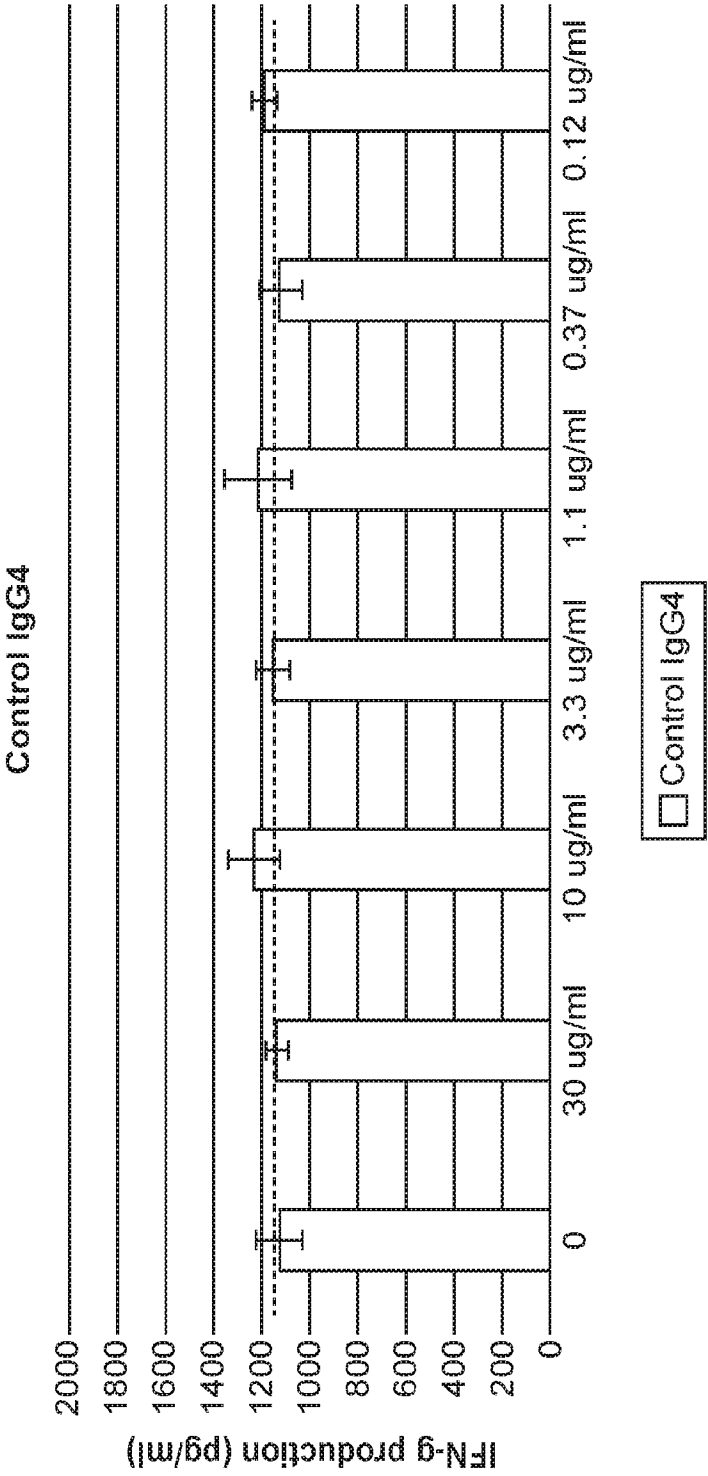 Control IgG4
IFN-g production (pg/ml)
2000
1800
1600
1400
1200
1000
800
600
400
200
0
0
30 ug/ml
10 ug/ml
3.3 ug/ml
1.1 ug/ml
0.37 ug/ml
0.12 ug/ml
Control IgG4